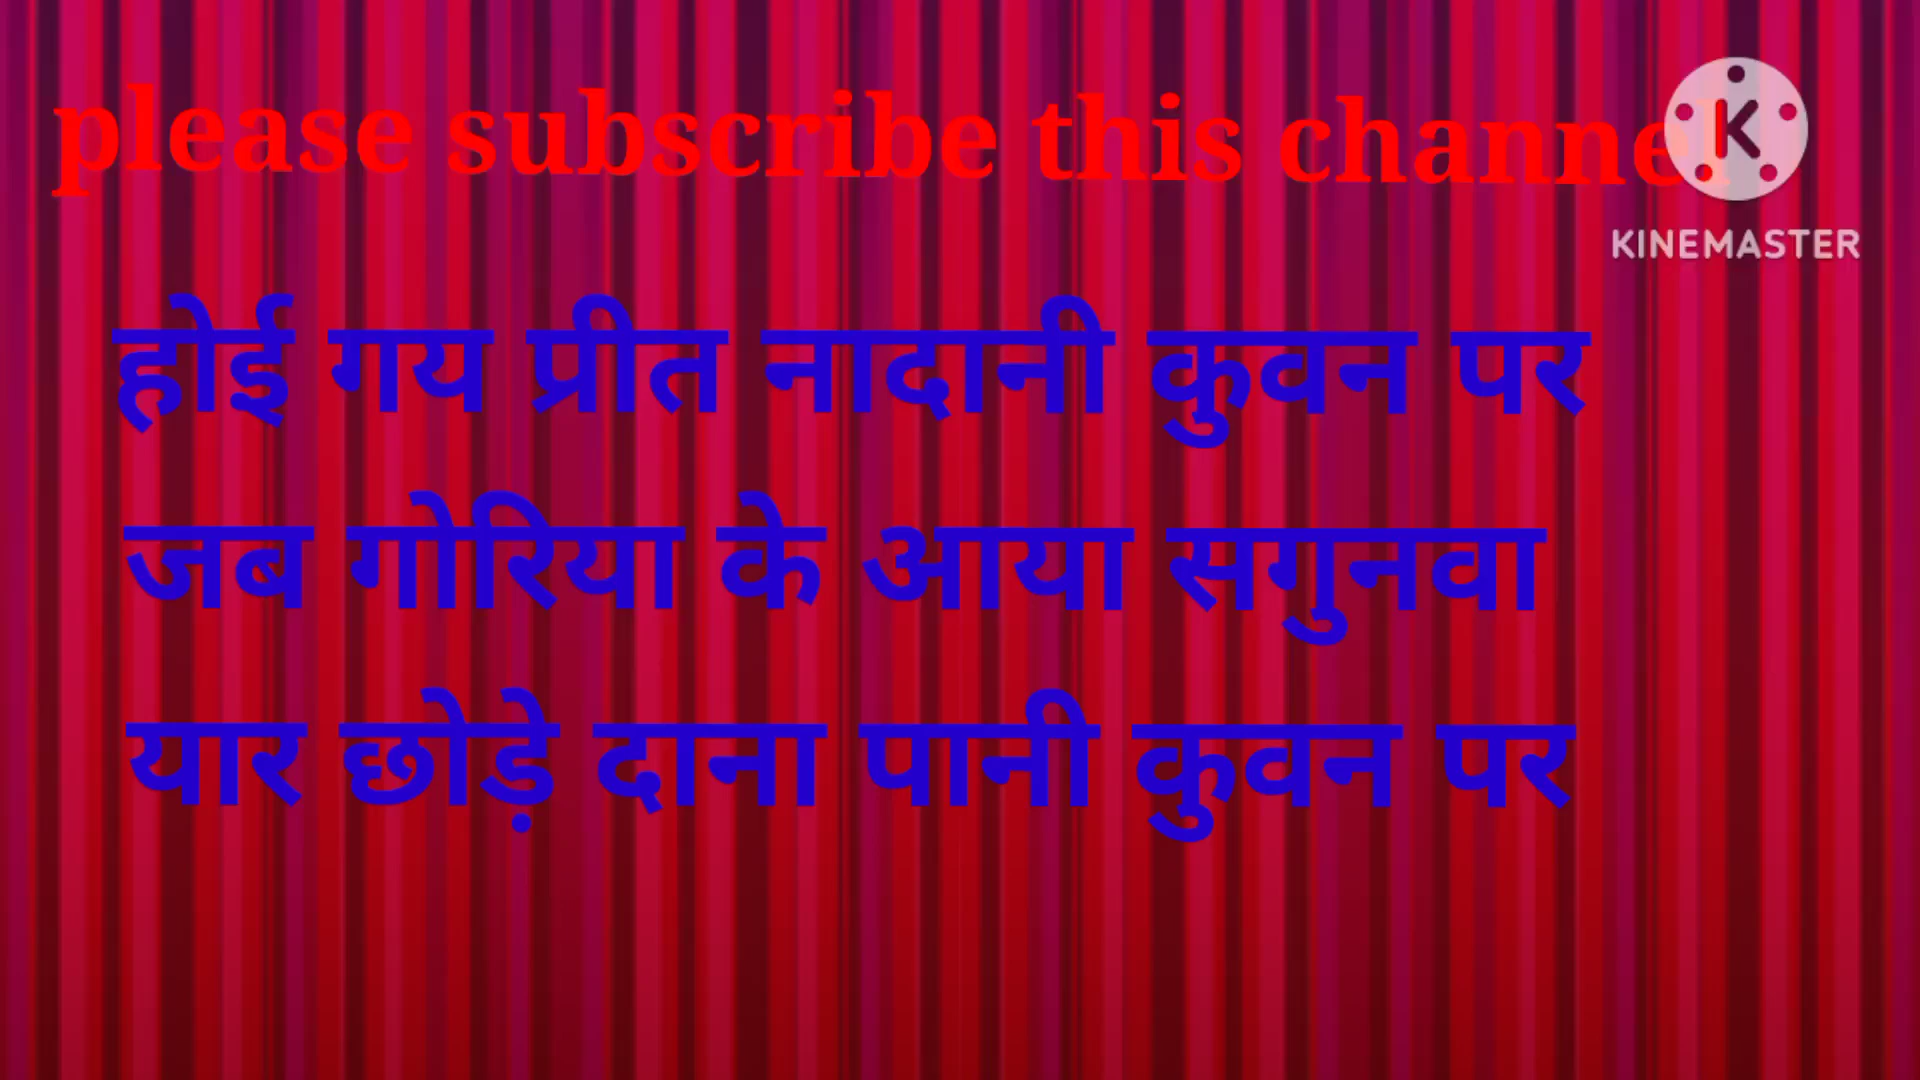 please subscribe this channel
KINEMASTER
होई गय प्रीत नादानी कुवन पर
जब गोरिया के आया सगुनवा
यार छोड़े दाना पानी कुवन पर